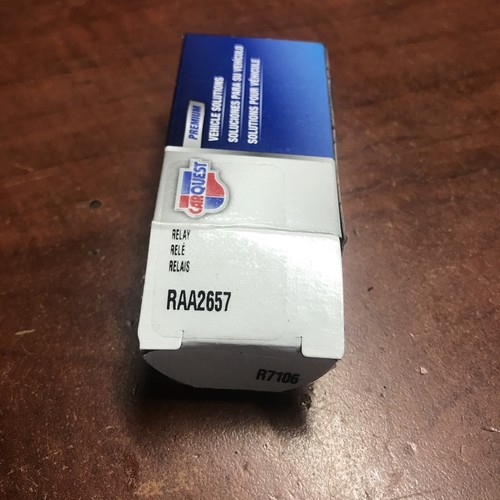 PREMIUM
VEHICLE SOLUTIONS
SOLUCIONES PARA SU VEHÍCULO
SOLUTIONS POUR VÉHICULE
CARQUEST
RELAY
RELÉ
RELAIS
RAA2657
R7106